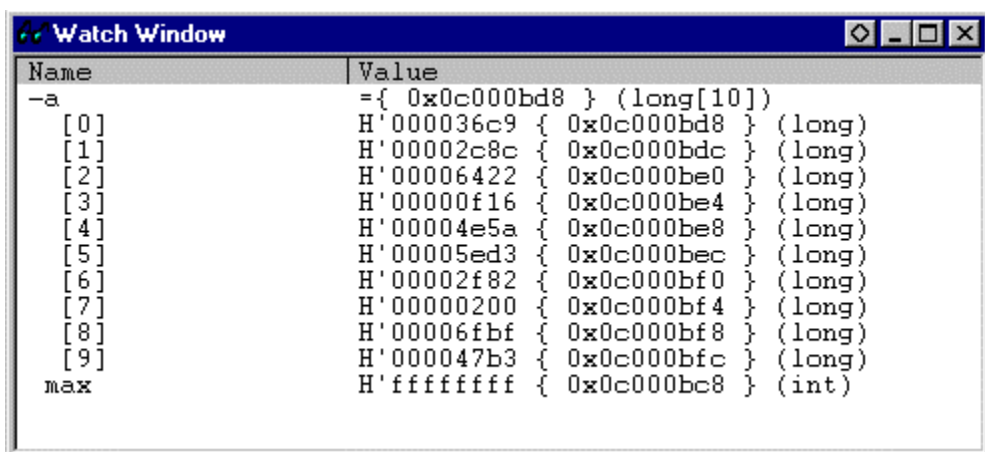 Watch Window
Name Value
-a ={ 0x0c000bd8 } (long[10])
[0] H'000036c9 { 0x0c000bd8 } (long)
[1] H'00002c8c { 0x0c000bdc } (long)
[2] H'00006422 { 0x0c000be0 } (long)
[3] H'00000f16 { 0x0c000be4 } (long)
[4] H'00004e5a { 0x0c000be8 } (long)
[5] H'00005ed3 { 0x0c000bec } (long)
[6] H'00002f82 { 0x0c000bf0 } (long)
[7] H'00000200 { 0x0c000bf4 } (long)
[8] H'00006fbf { 0x0c000bf8 } (long)
[9] H'000047b3 { 0x0c000bfc } (long)
max H'ffffffff { 0x0c000bc8 } (int)